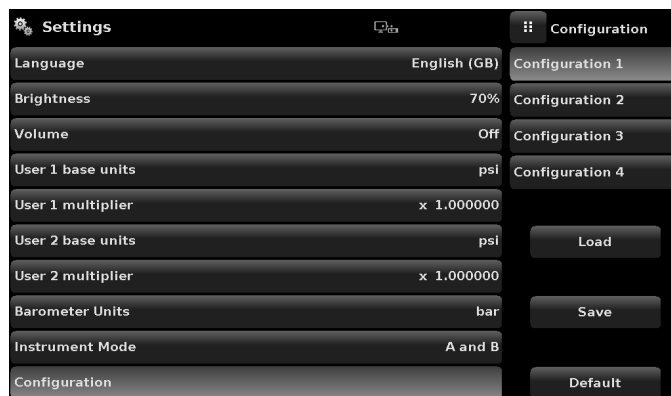 Settings
Language English (GB)
Brightness 70%
Volume Off
User 1 base units psi
User 1 multiplier x 1.000000
User 2 base units psi
User 2 multiplier x 1.000000
Barometer Units bar
Instrument Mode A and B
Configuration
Configuration
Configuration 1
Configuration 2
Configuration 3
Configuration 4
Load
Save
Default